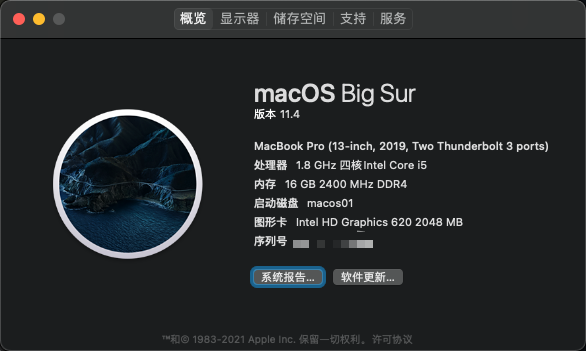 概览 显示器 储存空间 支持 服务
macOS Big Sur
版本 11.4
MacBook Pro (13-inch, 2019, Two Thunderbolt 3 ports)
处理器 1.8 GHz 四核Intel Core i5
内存 16 GB 2400 MHz DDR4
启动磁盘 macos01
图形卡 Intel HD Graphics 620 2048 MB
序列号
系统报告... 软件更新...
™和© 1983-2021 Apple Inc. 保留一切权利。许可协议